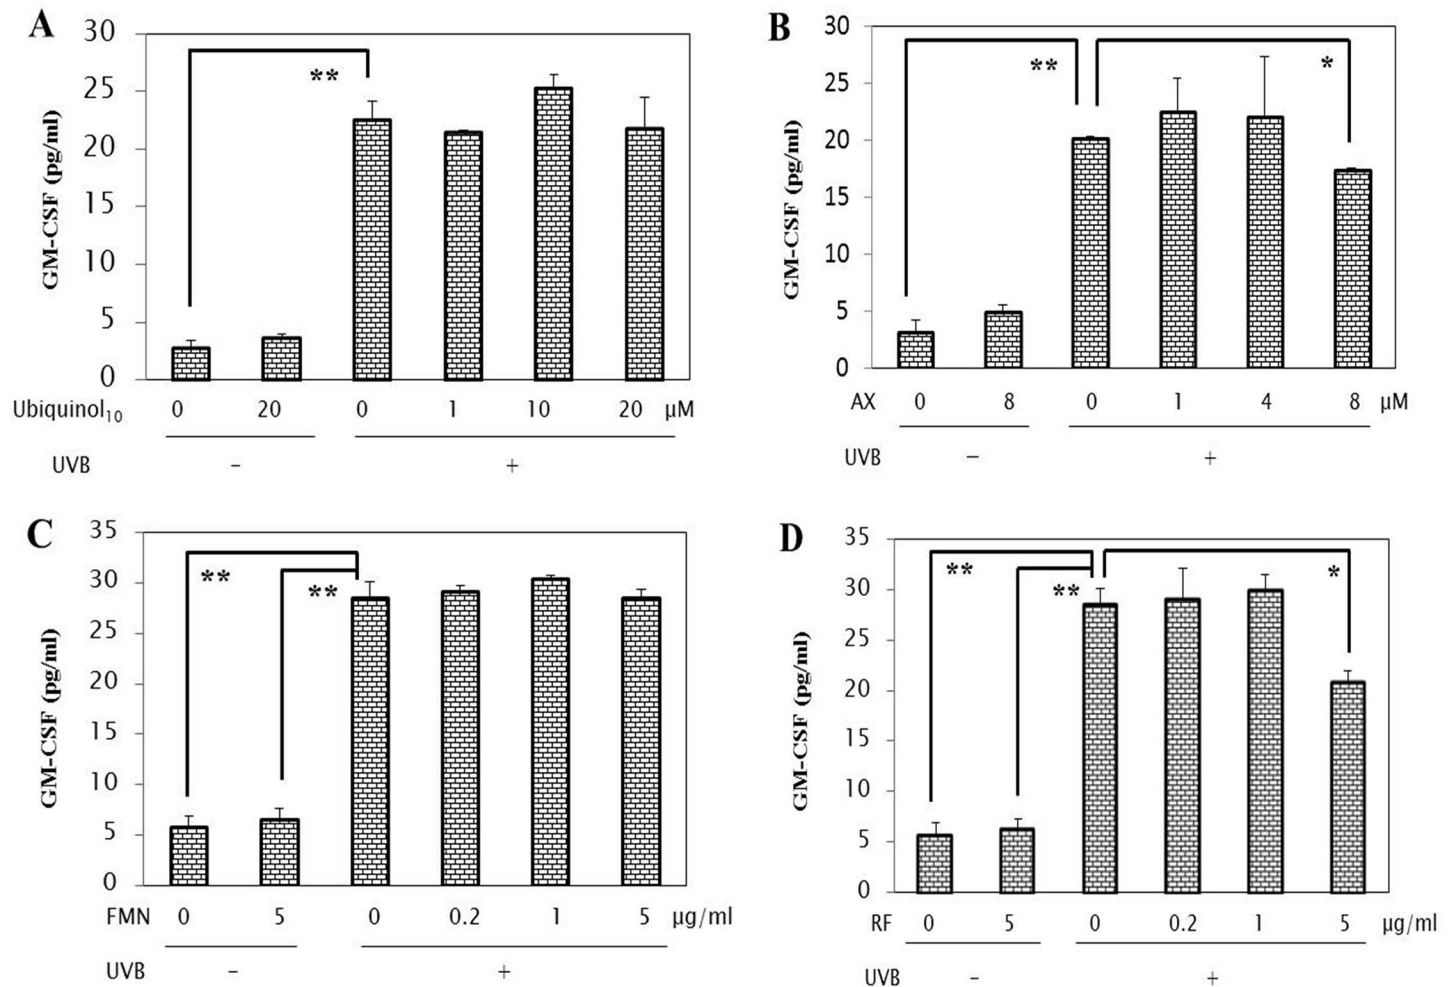 A
GM-CSF (pg/ml)
30
25
20
15
10
5
0
**
Ubiquinol10 0 20 0 1 10 20 μM
UVB − +
B
GM-CSF (pg/ml)
30
25
20
15
10
5
0
** *
AX 0 8 0 1 4 8 μM
UVB − +
C
GM-CSF (pg/ml)
35
30
25
20
15
10
5
0
** **
FMN 0 5 0 0.2 1 5 μg/ml
UVB − +
D
GM-CSF (pg/ml)
35
30
25
20
15
10
5
0
** ** *
RF 0 5 0 0.2 1 5 μg/ml
UVB - +